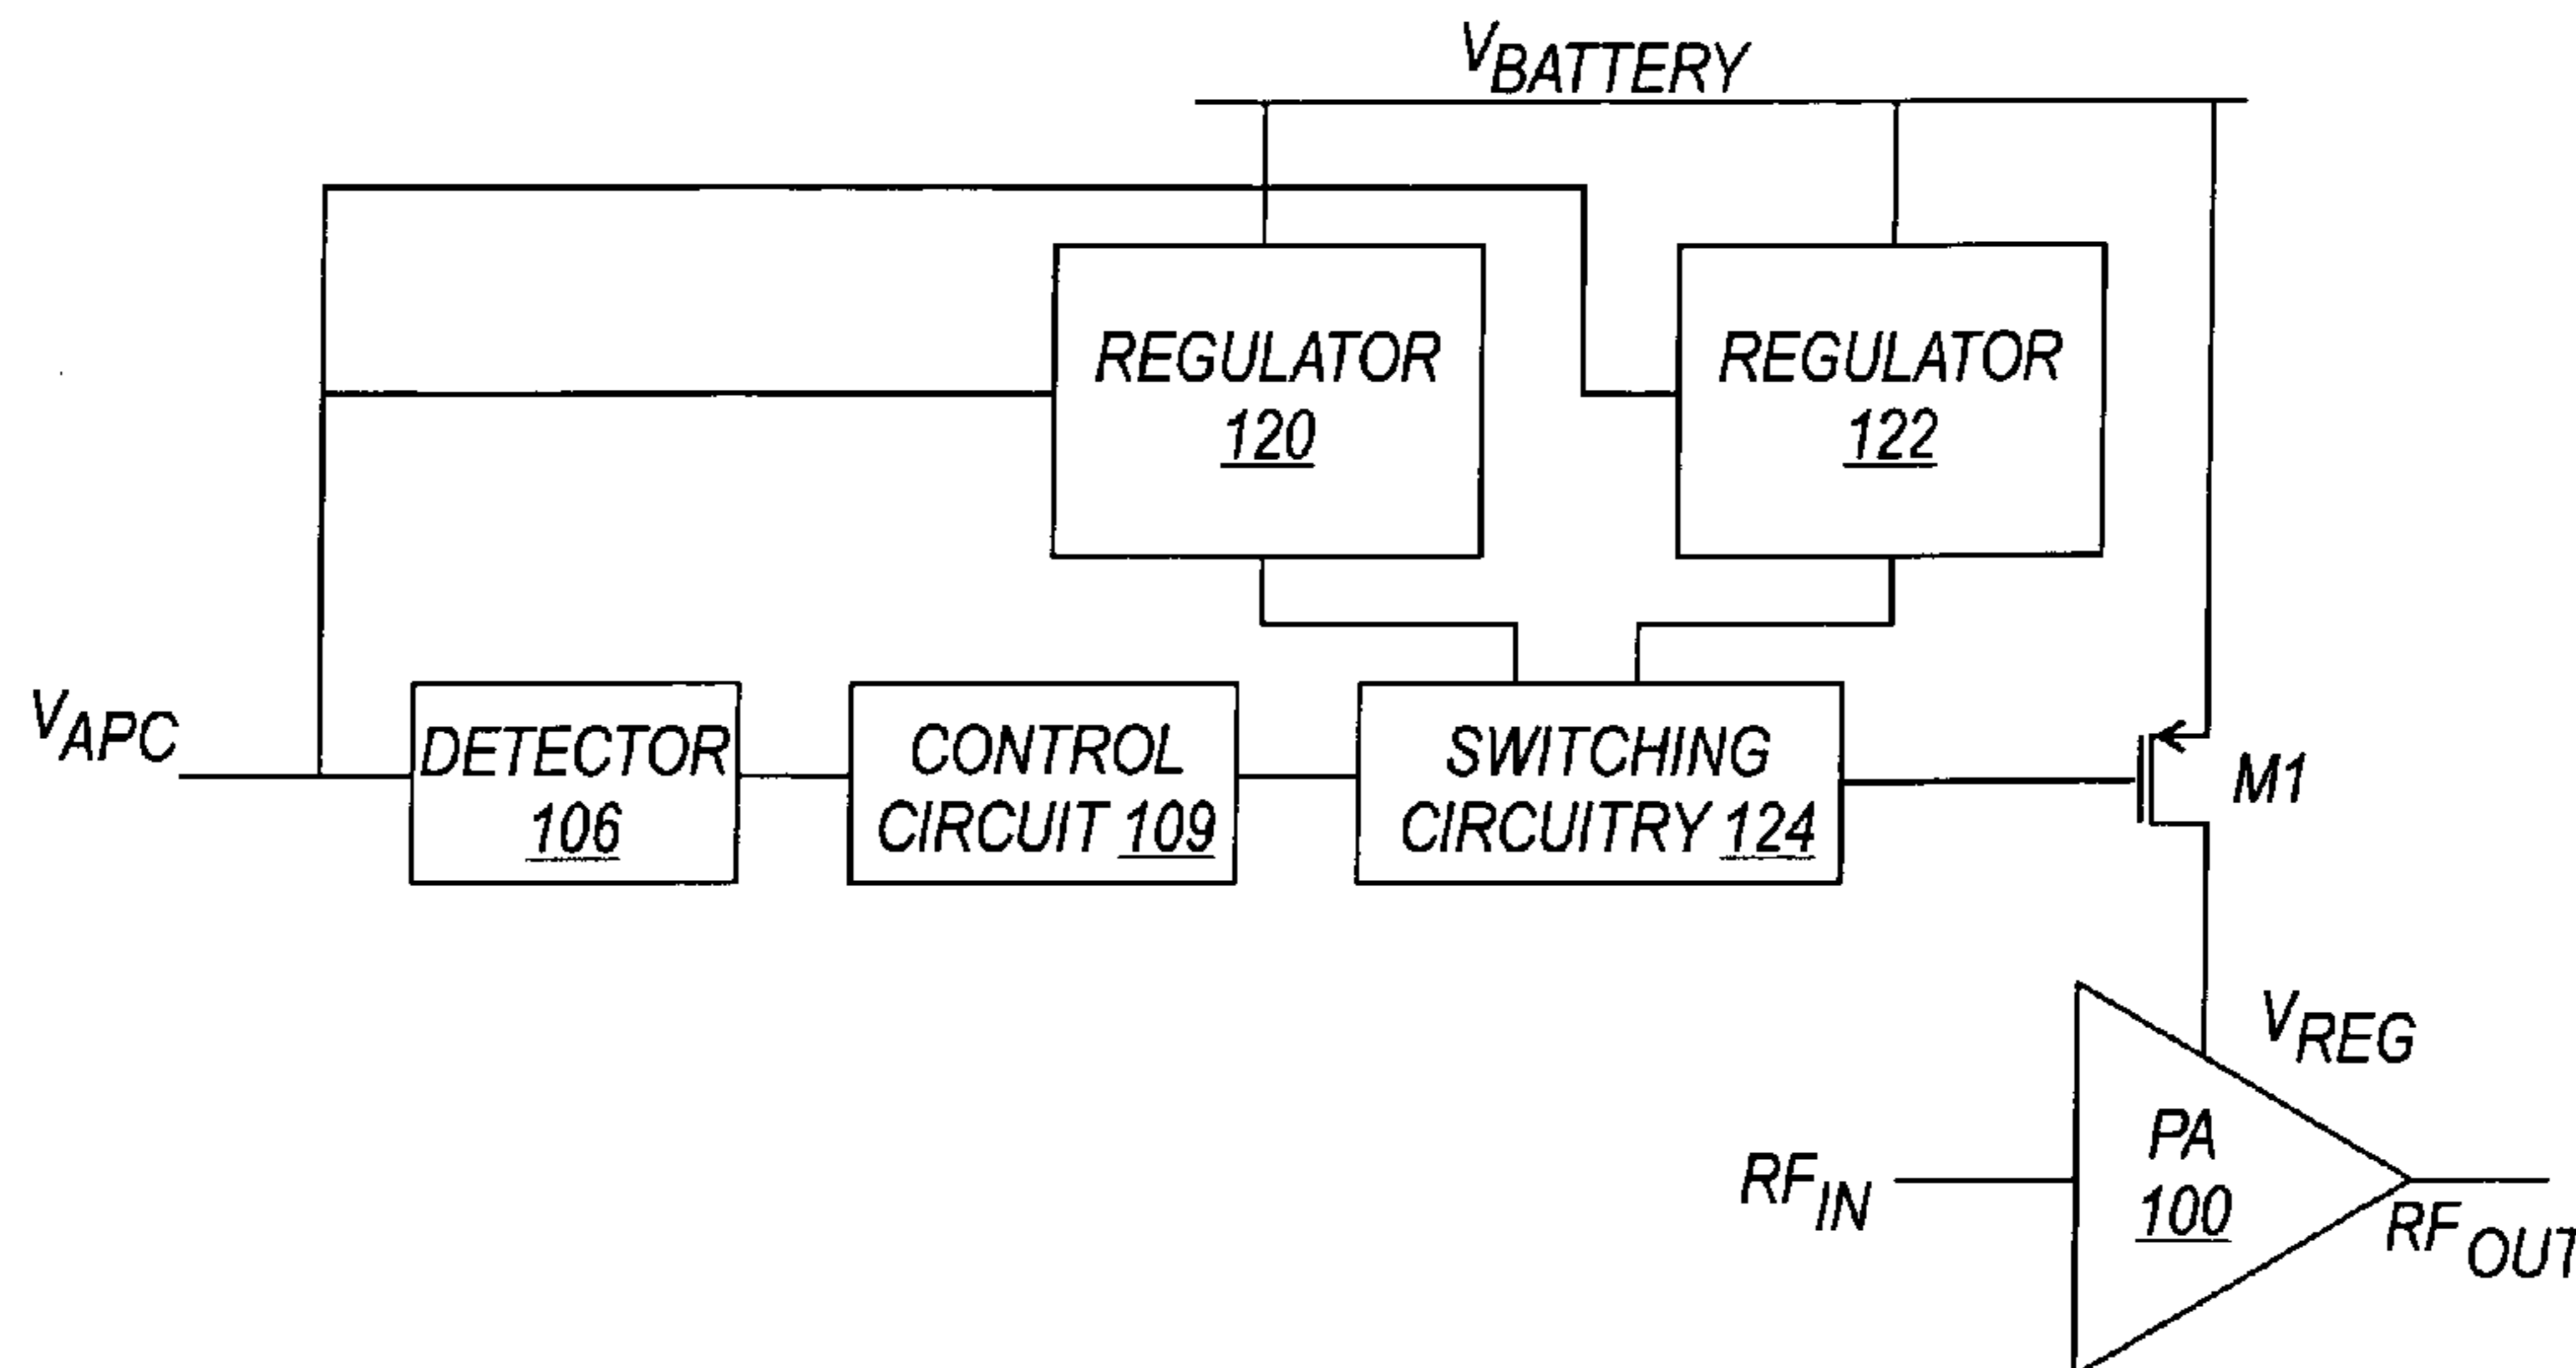 VBATTERY
REGULATOR
120
REGULATOR
122
VAPC
DETECTOR
106
CONTROL
CIRCUIT 109
SWITCHING
CIRCUITRY 124
M1
VREG
PA
100
RFIN
RFOUT